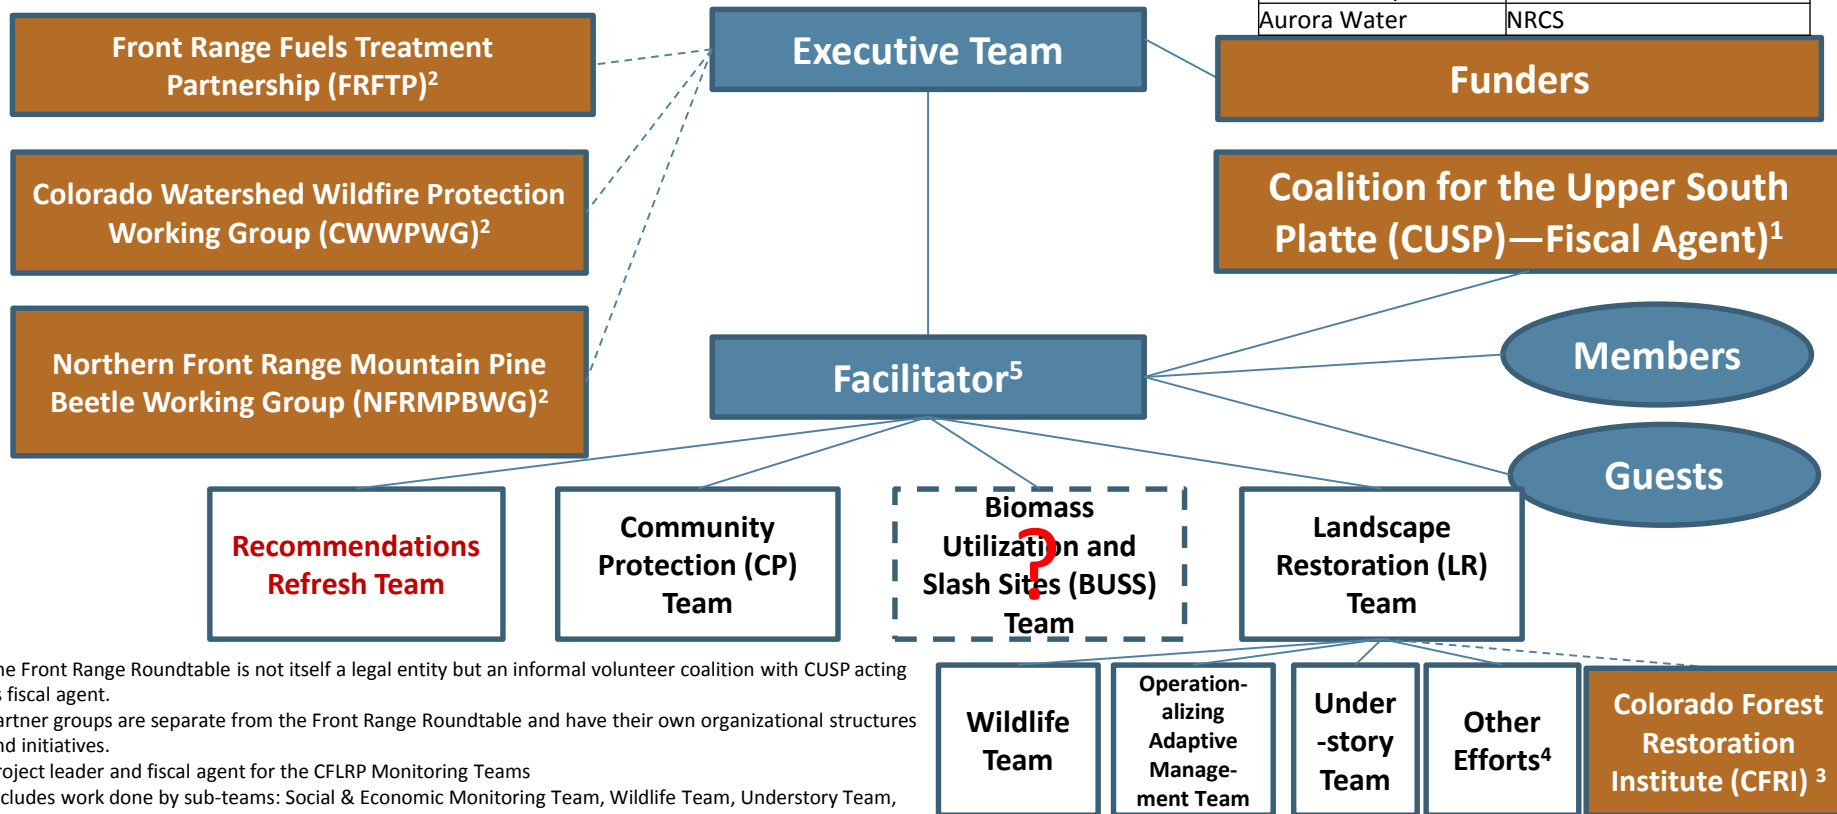 Aurora Water NRCS
Front Range Fuels Treatment
Partnership (FRFTP)2
Executive Team
Funders
Colorado Watershed Wildfire Protection
Working Group (CWWPWG)2
Coalition for the Upper South
Platte (CUSP)—Fiscal Agent)1
Northern Front Range Mountain Pine
Beetle Working Group (NFRMPBWG)2
Facilitator5
Members
Guests
Recommendations
Refresh Team
Community
Protection (CP)
Team
Biomass
Utilization and
Slash Sites (BUSS)
Team
?
Landscape
Restoration (LR)
Team
Wildlife
Team
Operation-
alizing
Adaptive
Manage-
ment Team
Under
-story
Team
Other
Efforts4
Colorado Forest
Restoration
Institute (CFRI) 3
he Front Range Roundtable is not itself a legal entity but an informal volunteer coalition with CUSP acting
s fiscal agent.
artner groups are separate from the Front Range Roundtable and have their own organizational structures
nd initiatives.
roject leader and fiscal agent for the CFLRP Monitoring Teams
cludes work done by sub-teams: Social & Economic Monitoring Team, Wildlife Team, Understory Team,